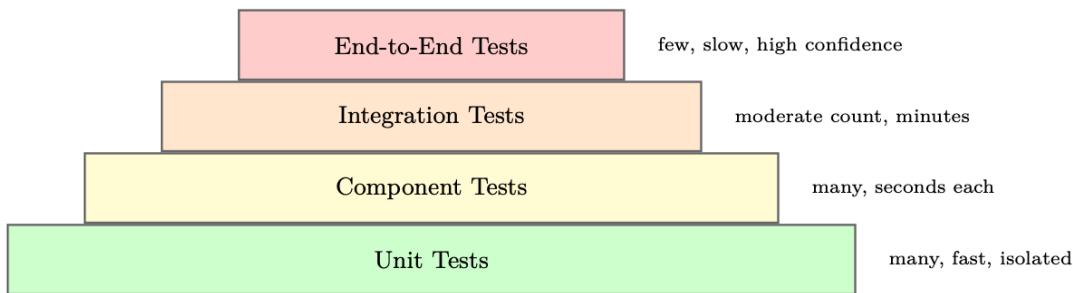 End-to-End Tests few, slow, high confidence
Integration Tests moderate count, minutes
Component Tests many, seconds each
Unit Tests many, fast, isolated